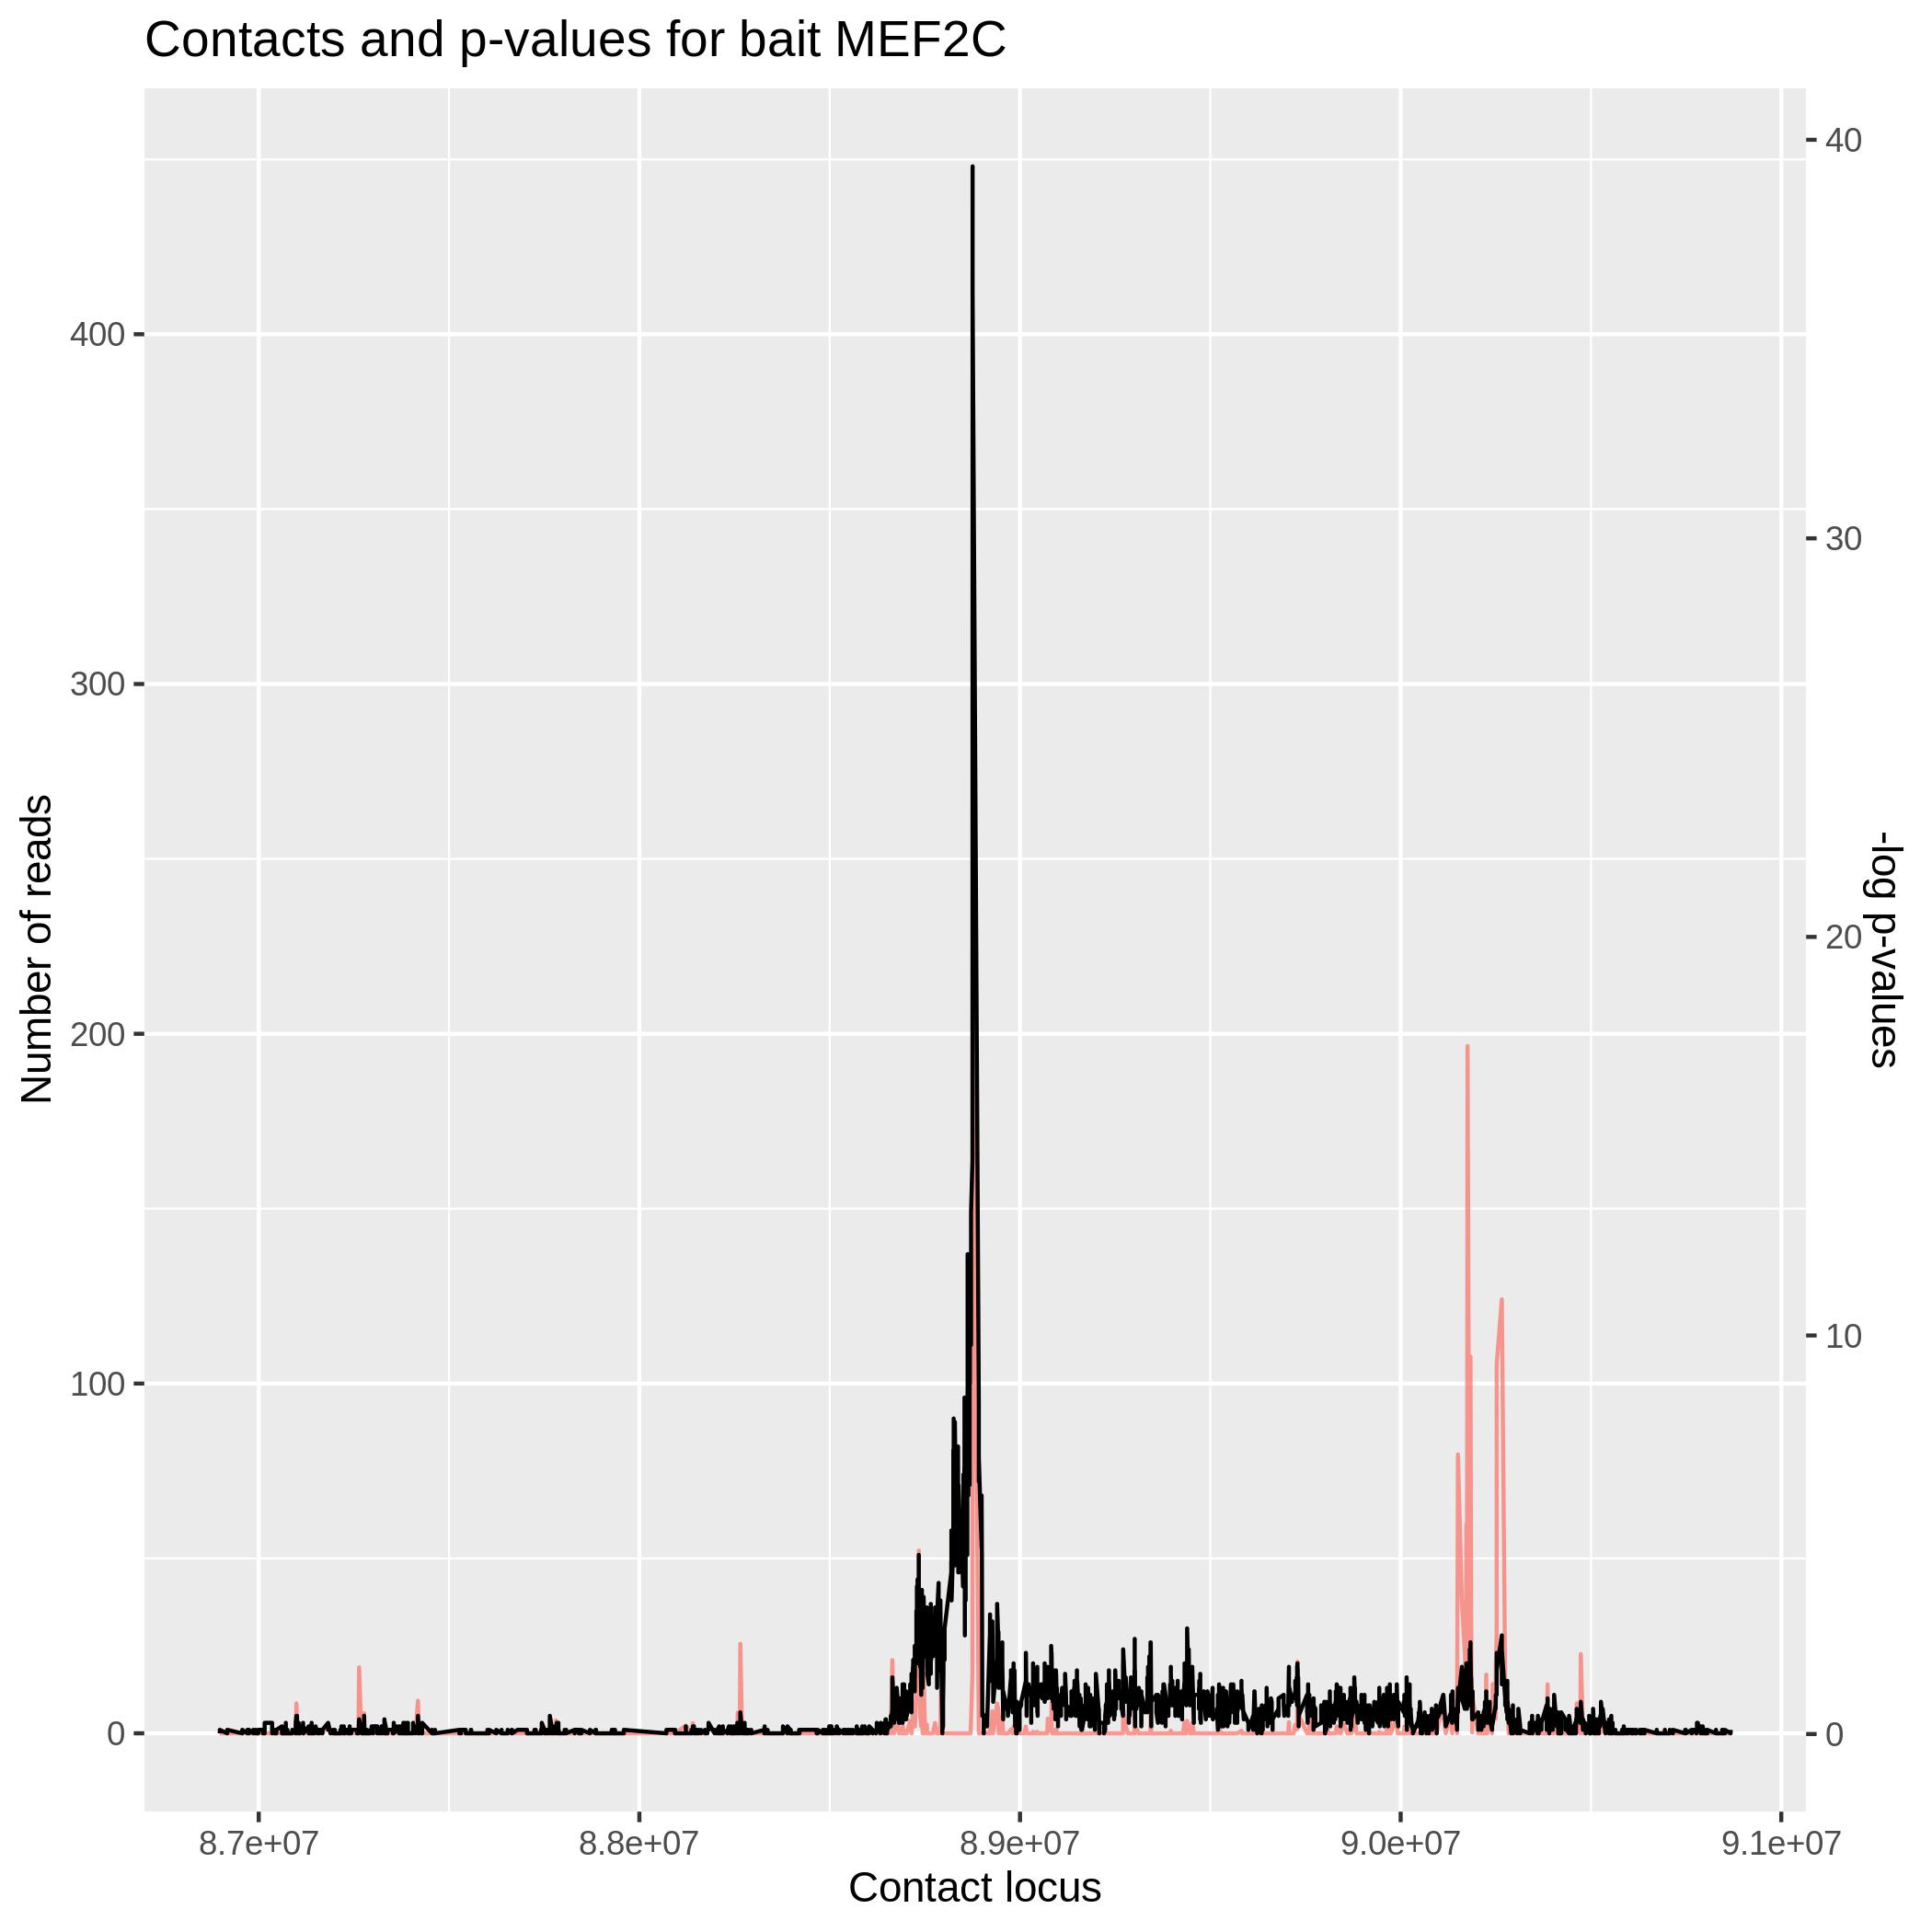 Contacts and p-values for bait MEF2C
40
400
30
300
20
200
10
100
0
0
Number of reads
-log p-values
8.7e+07
8.8e+07
8.9e+07
9.0e+07
9.1e+07
Contact locus